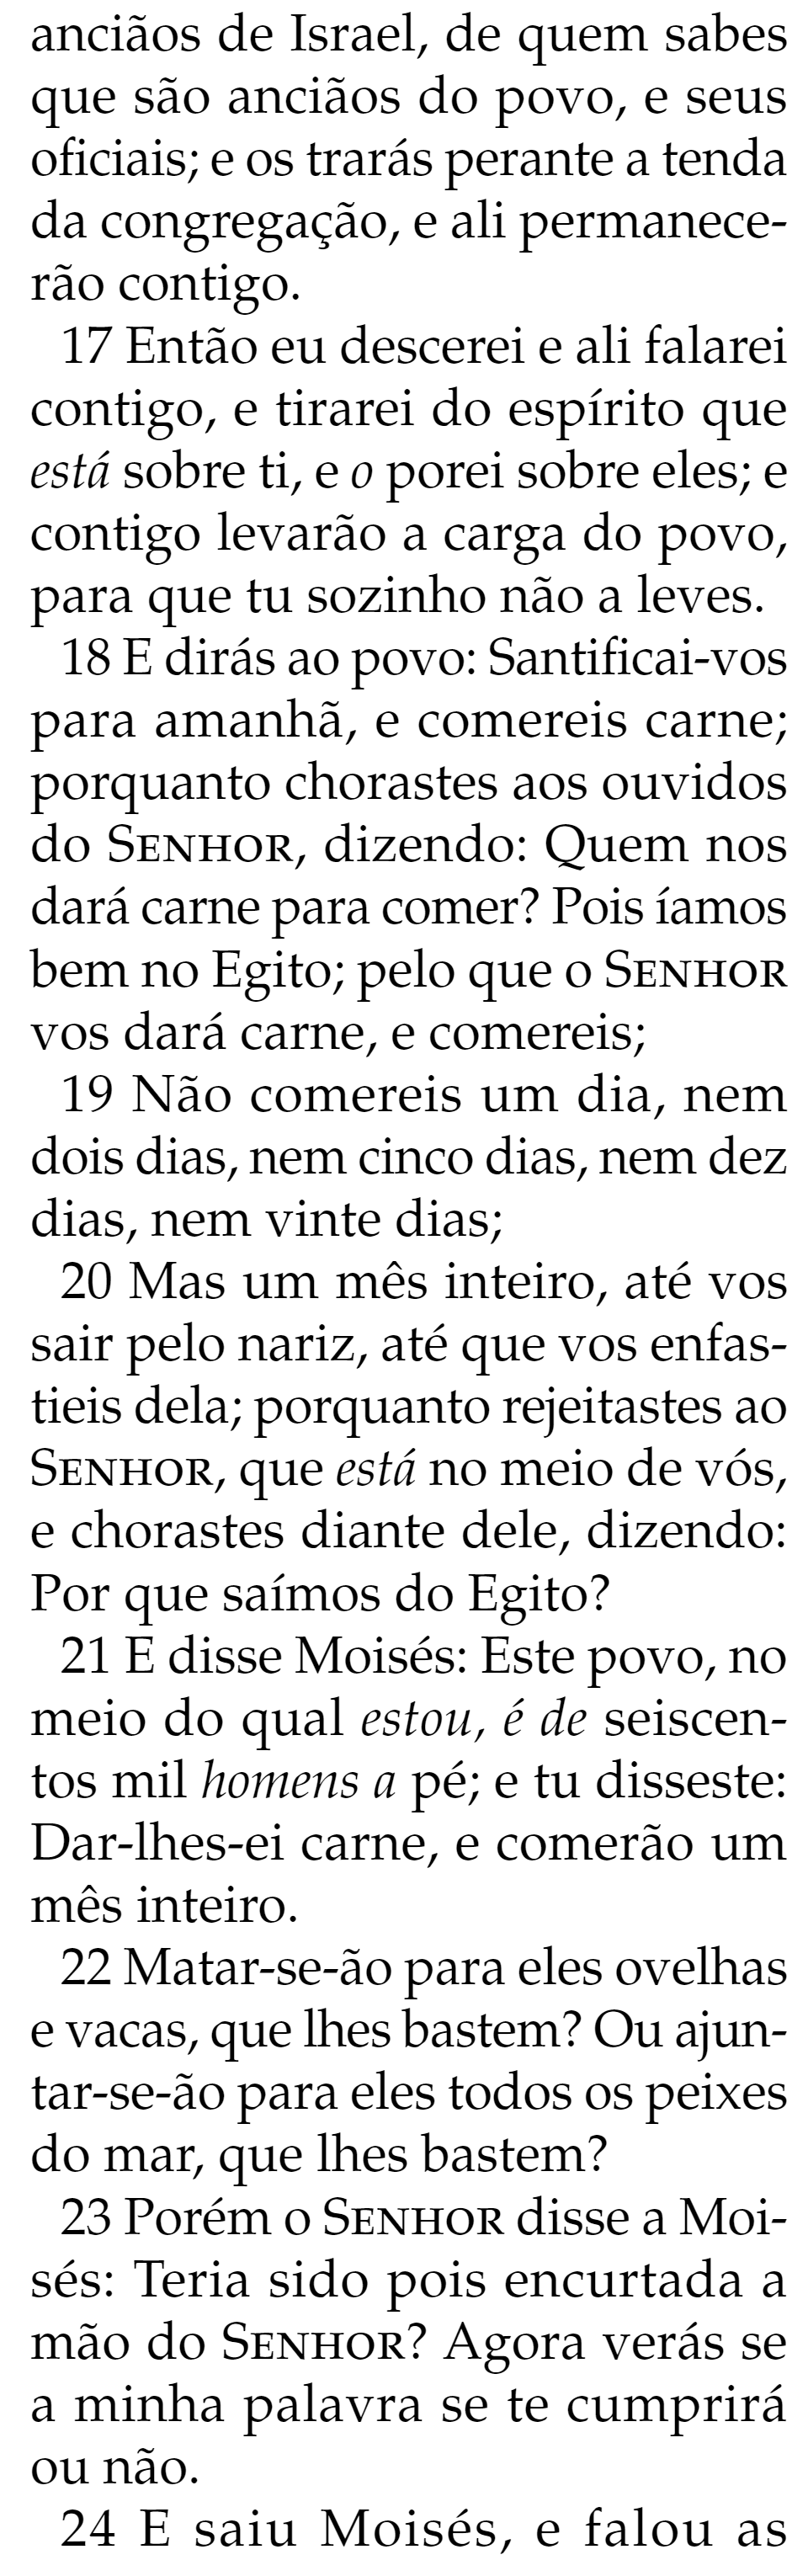 anciãos de Israel, de quem sabes
que são anciãos do povo, e seus
oficiais; e os trarás perante a tenda
da congregação, e ali permanece-
rão contigo.
17 Então eu descerei e ali falarei
contigo, e tirarei do espírito que
está sobre ti, e o porei sobre eles; e
contigo levarão a carga do povo,
para que tu sozinho não a leves.
18 E dirás ao povo: Santificai-vos
para amanhã, e comereis carne;
porquanto chorastes aos ouvidos
do SENHOR, dizendo: Quem nos
dará carne para comer? Pois íamos
bem no Egito; pelo que o SENHOR
vos dará carne, e comereis;
19 Não comereis um dia, nem
dois dias, nem cinco dias, nem dez
dias, nem vinte dias;
20 Mas um mês inteiro, até vos
sair pelo nariz, até que vos enfas-
tieis dela; porquanto rejeitastes ao
SENHOR, que está no meio de vós,
e chorastes diante dele, dizendo:
Por que saímos do Egito?
21 E disse Moisés: Este povo, no
meio do qual estou, é de seiscen-
tos mil homens a pé; e tu disseste:
Dar-lhes-ei carne, e comerão um
mês inteiro.
22 Matar-se-ão para eles ovelhas
e vacas, que lhes bastem? Ou ajun-
tar-se-ão para eles todos os peixes
do mar, que lhes bastem?
23 Porém o SENHOR disse a Moi-
sés: Teria sido pois encurtada a
mão do SENHOR? Agora verás se
a minha palavra se te cumprirá
ou não.
24 E saiu Moisés, e falou as